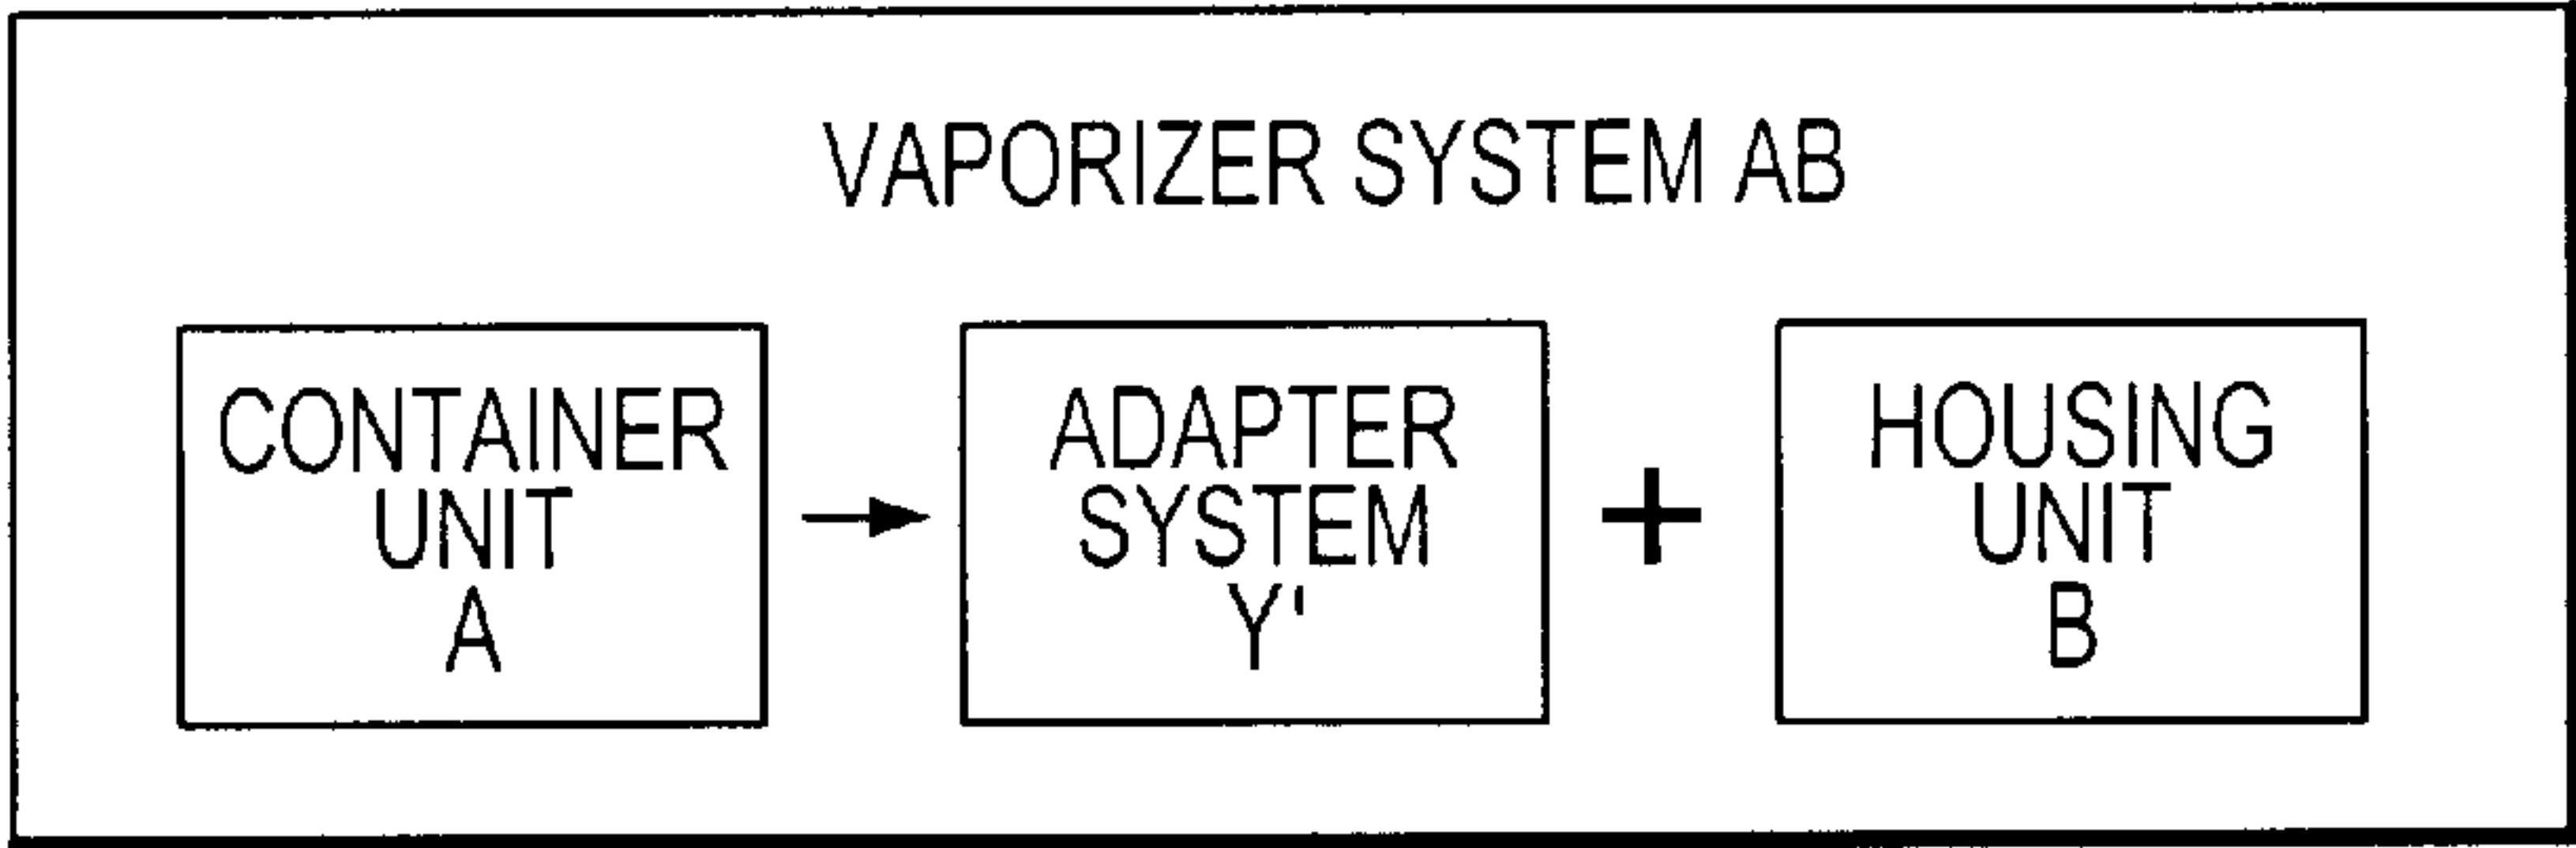 VAPORIZER SYSTEM AB
CONTAINER
UNIT
A
ADAPTER
SYSTEM
Y'
+
HOUSING
UNIT
B